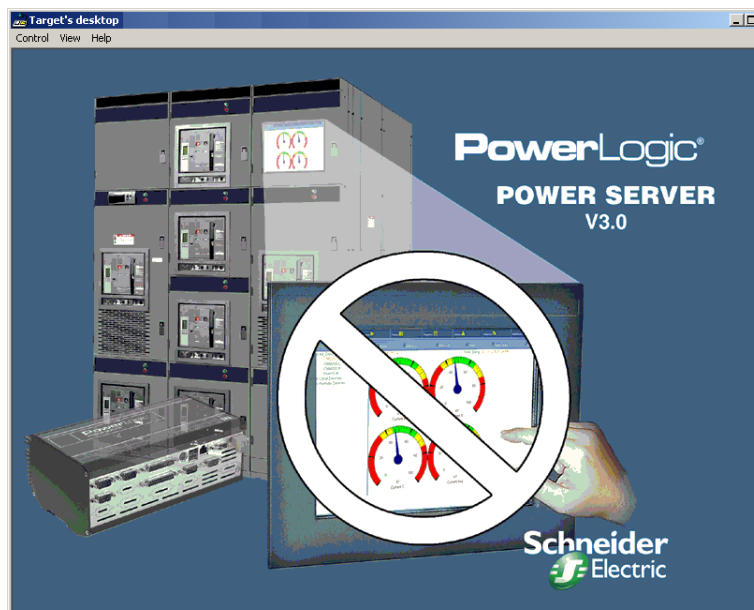 Target's desktop
Control View Help
PowerLogic®
POWER SERVER
V3.0
Schneider
Electric